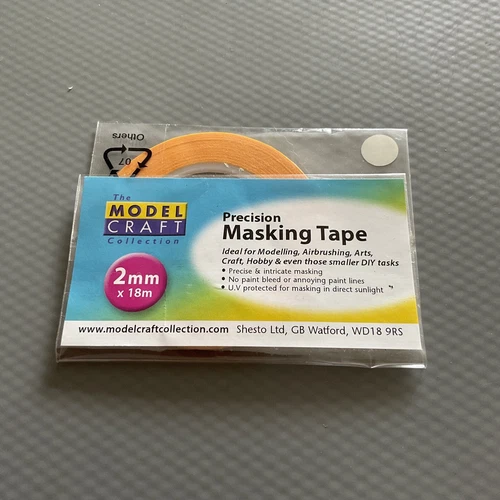 Others
07
The
MODEL
CRAFT
Collection
2mm
x 18m
Precision
Masking Tape
Ideal for Modelling, Airbrushing, Arts,
Craft, Hobby & even those smaller DIY tasks
• Precise & intricate masking
• No paint bleed or annoying paint lines
• U.V protected for masking in direct sunlight
www.modelcraftcollection.com Shesto Ltd, GB Watford, WD18 9RS